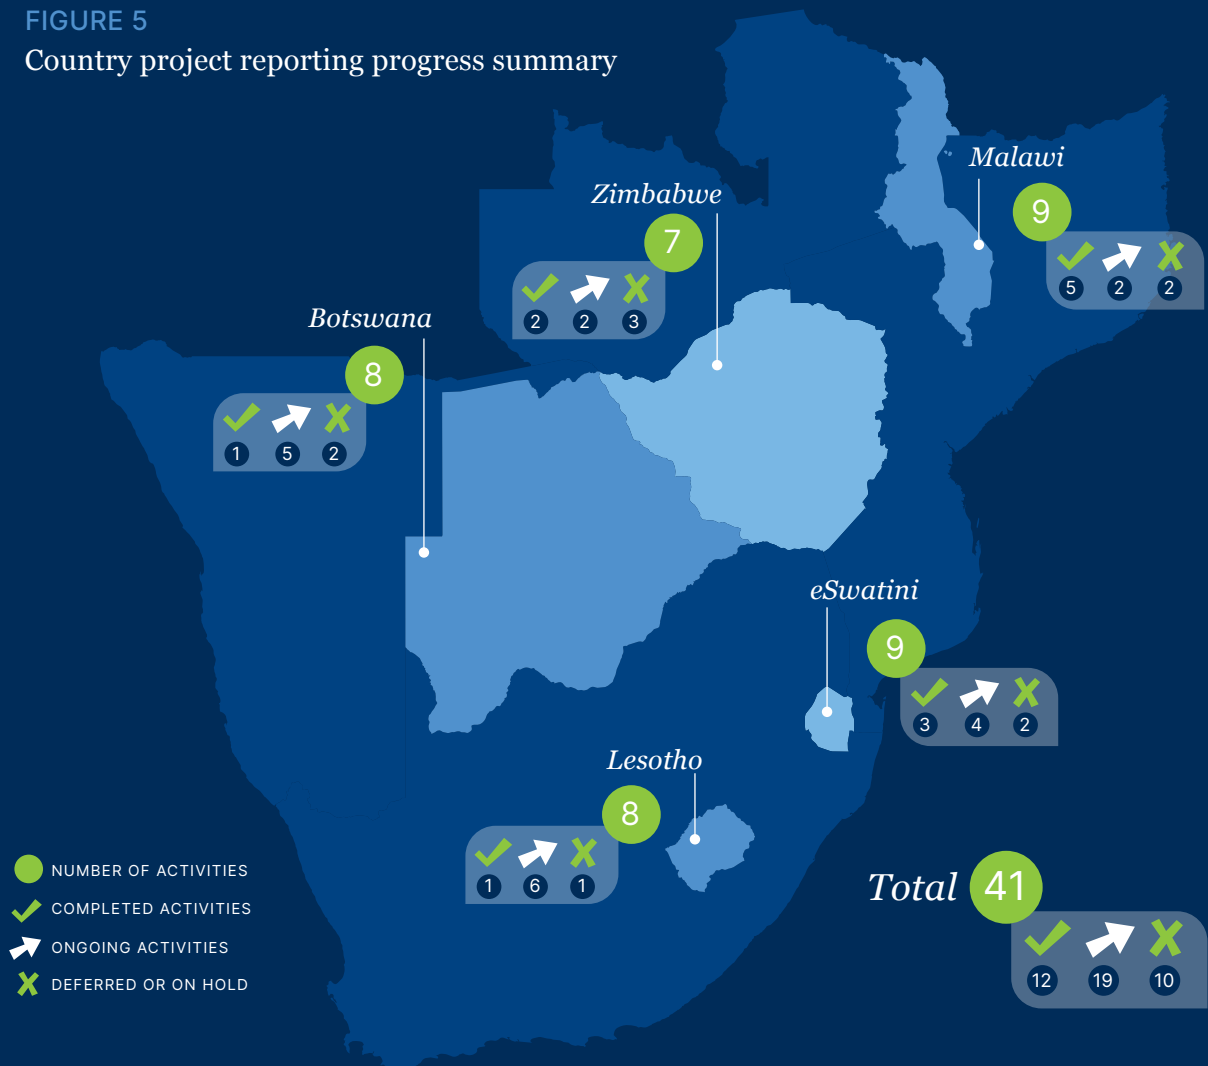 FIGURE 5
Country project reporting progress summary
Malawi
9
5 2 2
Zimbabwe
7
2 2 3
Botswana
8
1 5 2
eSwatini
9
3 4 2
Lesotho
8
1 6 1
NUMBER OF ACTIVITIES
COMPLETED ACTIVITIES
ONGOING ACTIVITIES
DEFERRED OR ON HOLD
Total 41
12 19 10